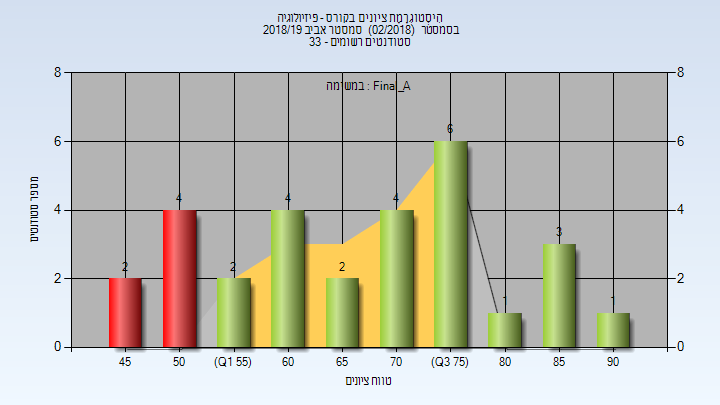 היסטוגרמת ציונים בקורס - פיזיולוגיה
בסמסטר (02/2018) סמסטר אביב 2018/19
סטודנטים רשומים - 33
במשימה : Final_A
מספר סטודנטים
8 8
6 6
4 4
2 2
0 0
2 4 2 4 2 4 6 1 3 1
45 50 (Q1 55) 60 65 70 (Q3 75) 80 85 90
טווח ציונים